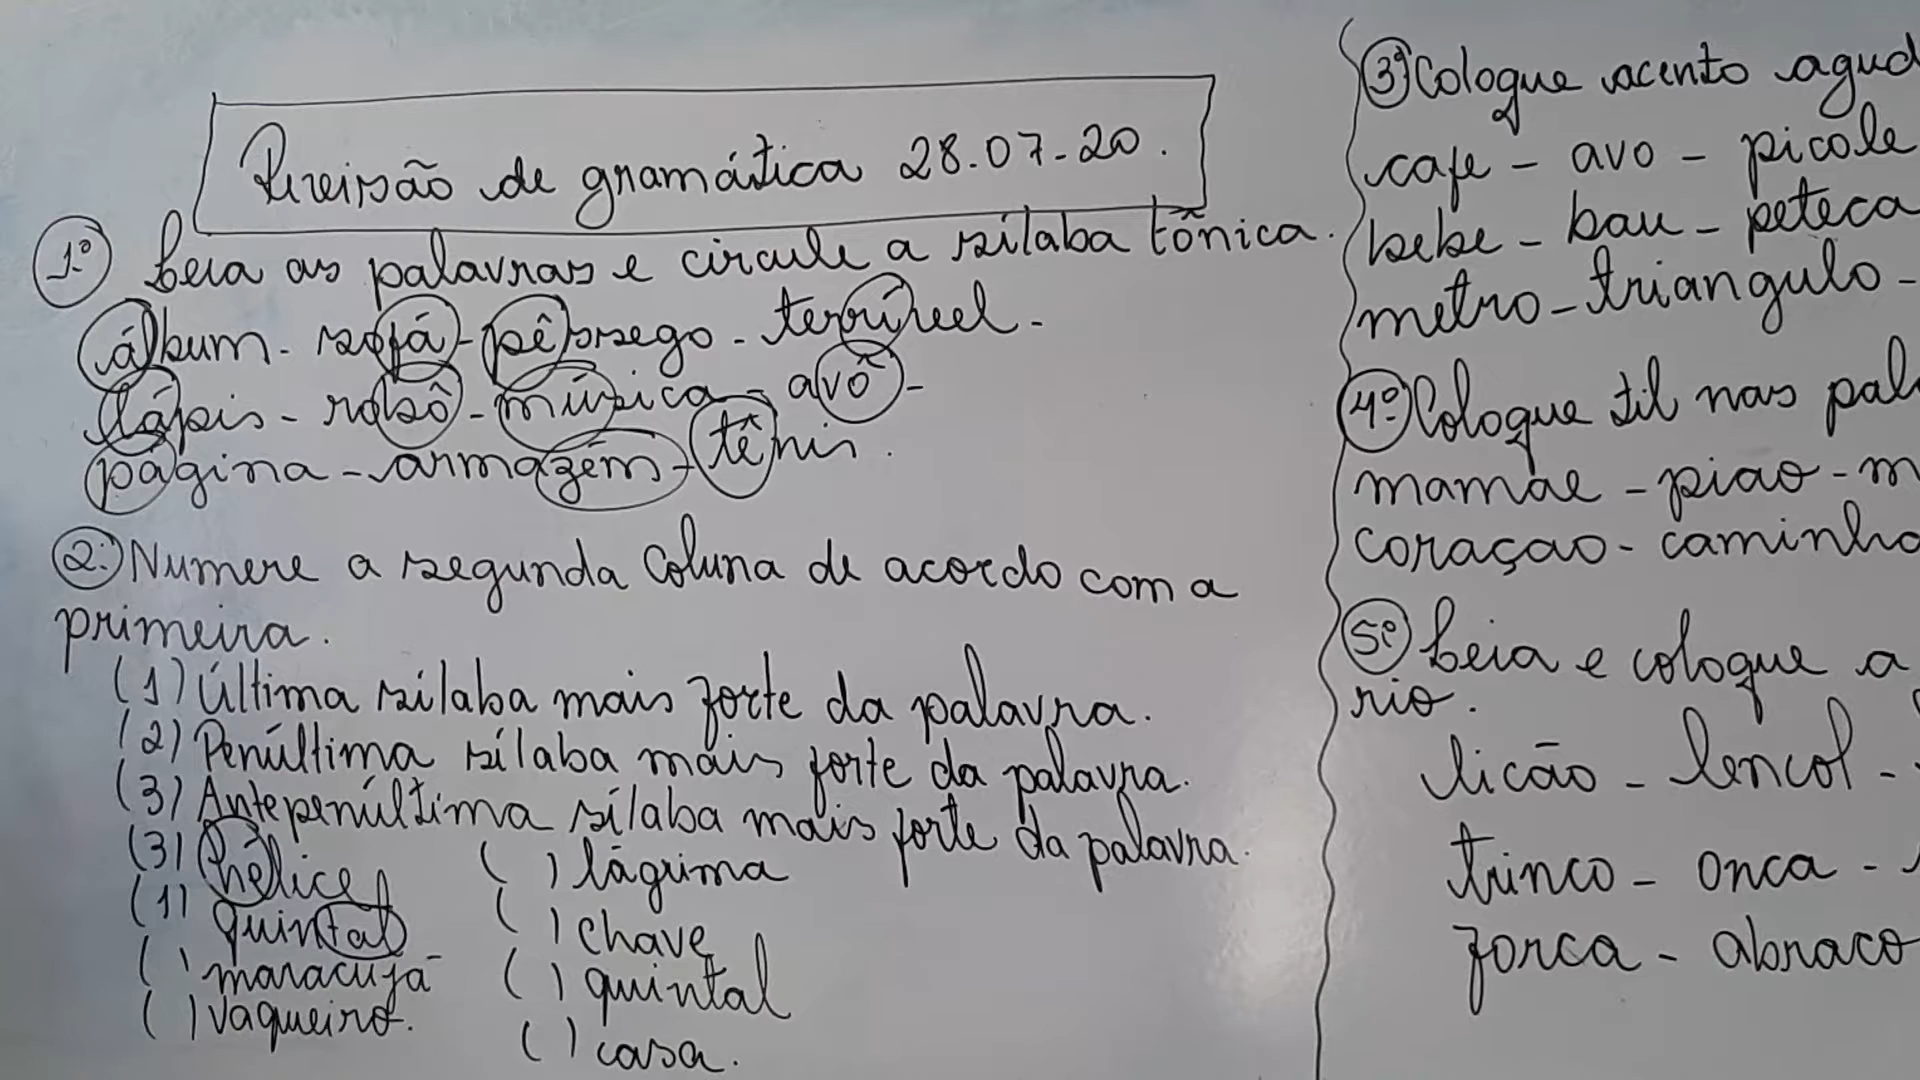 Revisão de gramática 28.07-20.
1º Leia as palavras e circule a sílaba tônica.
álbum - sofá - pêssego - terrível -
lápis - robô - música - avô -
página - armazém - tênis.
2º Numere a segunda coluna de acordo com a
primeira.
(1) Última sílaba mais forte da palavra.
(2) Penúltima sílaba mais forte da palavra.
(3) Antepenúltima sílaba mais forte da palavra.
(3) hélice ( ) lágrima
(1) quintal ( ) chave
( ) maracujá ( ) quintal
( ) vaqueiro. ( ) casa.
3º Coloque acento agud
cafe - avo - picole
bebe - bau - peteca
metro - triangulo -
4º Coloque til nas pal
mamae - piao - m
coraçao - caminho
5º Leia e coloque a
rio.
licão - lencol -
trinco - onca -
forca - abraco